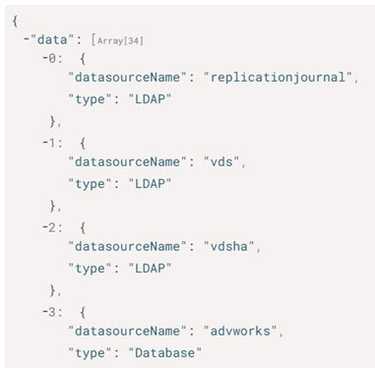 {
-"data": [Array[34]
-0: {
"datasourceName": "replicationjournal",
"type": "LDAP"
},
-1: {
"datasourceName": "vds",
"type": "LDAP"
},
-2: {
"datasourceName": "vdsha",
"type": "LDAP"
},
-3: {
"datasourceName": "advworks",
"type": "Database"